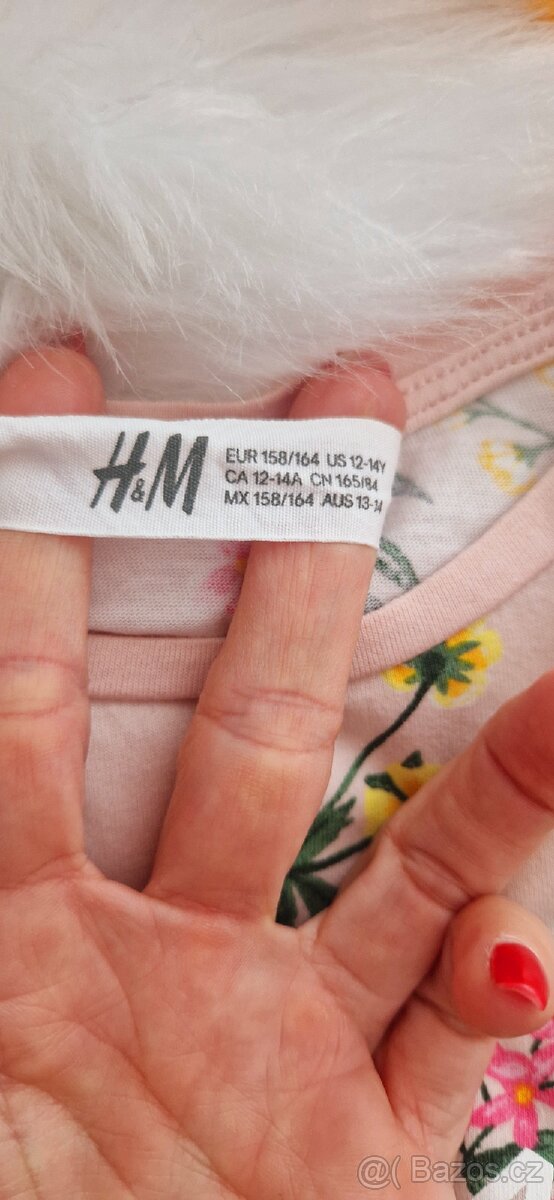 H&M
EUR 158/164 US 12-14Y
CA 12-14A CN 165/84
MX 158/164 AUS 13-14
@( Bazoš.cz